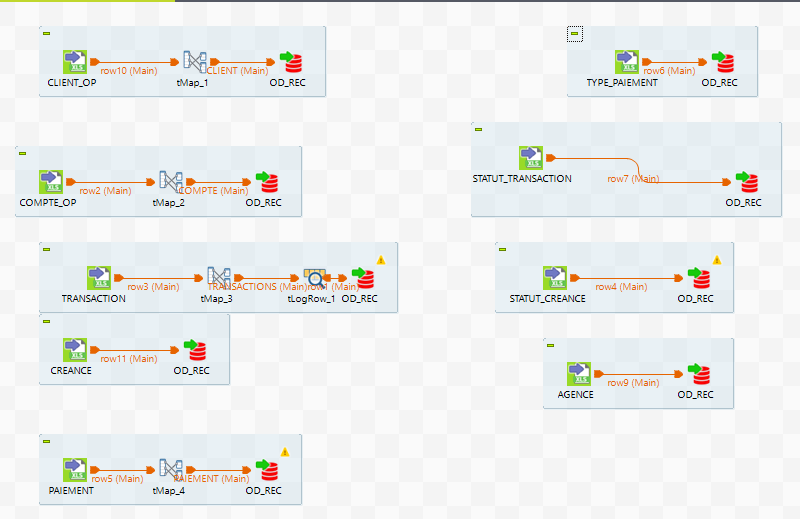 row10 (Main)
CLIENT (Main)
CLIENT_OP
tMap_1
OD_REC
row6 (Main)
TYPE_PAIEMENT
OD_REC
row2 (Main)
COMPTE (Main)
COMPTE_OP
tMap_2
OD_REC
STATUT_TRANSACTION
row7 (Main)
OD_REC
row3 (Main)
TRANSACTIONS (Main)
row1 (Main)
TRANSACTION
tMap_3
tLogRow_1
OD_REC
row4 (Main)
STATUT_CREANCE
OD_REC
row11 (Main)
CREANCE
OD_REC
row9 (Main)
AGENCE
OD_REC
row5 (Main)
PAIEMENT (Main)
PAIEMENT
tMap_4
OD_REC